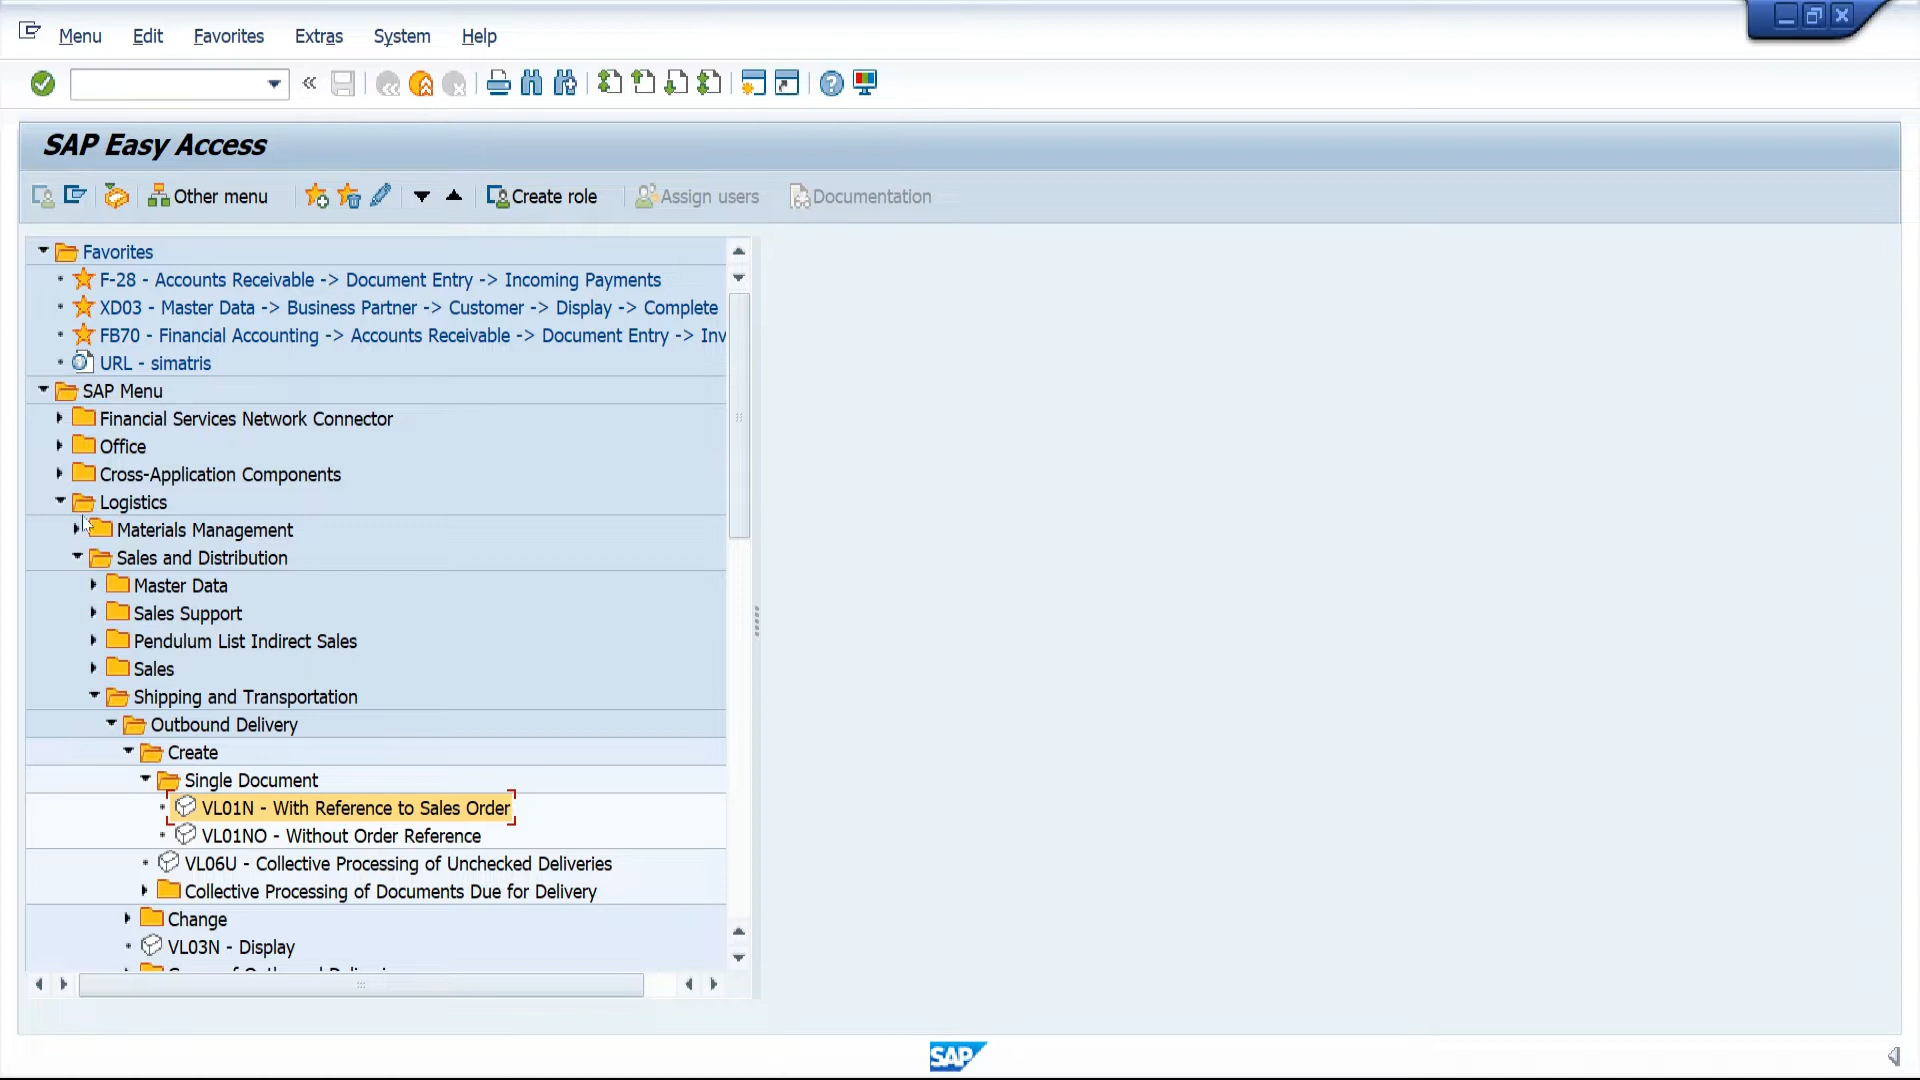 Menu Edit Favorites Extras System Help
SAP Easy Access
Other menu Create role Assign users Documentation
Favorites
F-28 - Accounts Receivable -> Document Entry -> Incoming Payments
XD03 - Master Data -> Business Partner -> Customer -> Display -> Complete
FB70 - Financial Accounting -> Accounts Receivable -> Document Entry -> Inv
URL - simatris
SAP Menu
Financial Services Network Connector
Office
Cross-Application Components
Logistics
Materials Management
Sales and Distribution
Master Data
Sales Support
Pendulum List Indirect Sales
Sales
Shipping and Transportation
Outbound Delivery
Create
Single Document
VL01N - With Reference to Sales Order
VL01NO - Without Order Reference
VL06U - Collective Processing of Unchecked Deliveries
Collective Processing of Documents Due for Delivery
Change
VL03N - Display
SAP